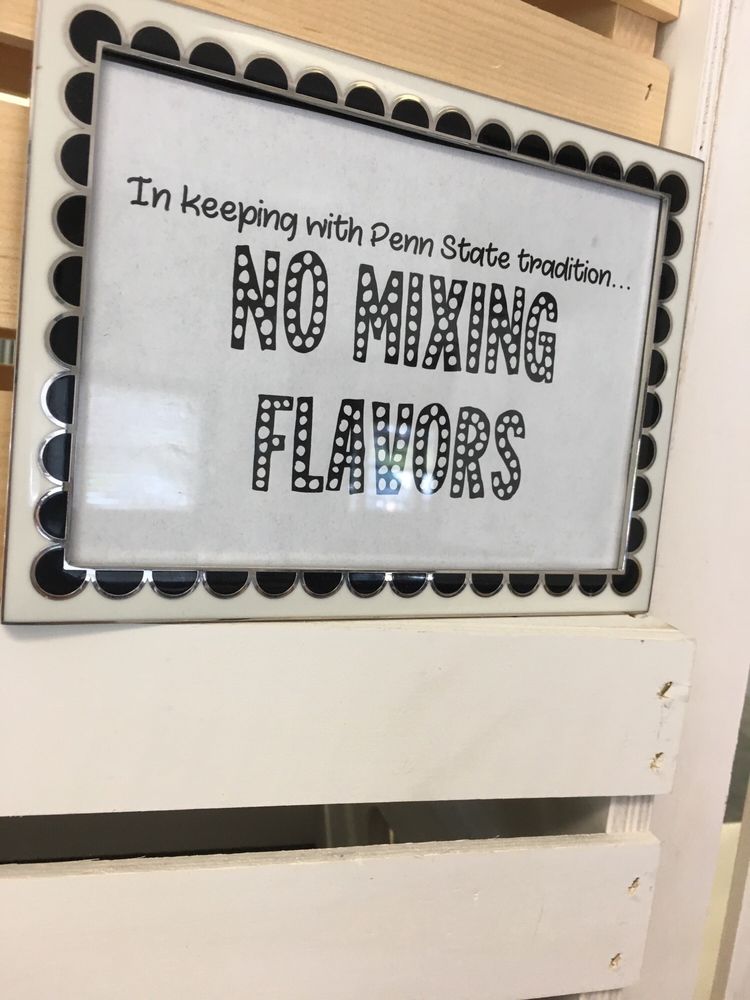 In keeping with Penn State tradition...
NO MIXING
FLAVORS